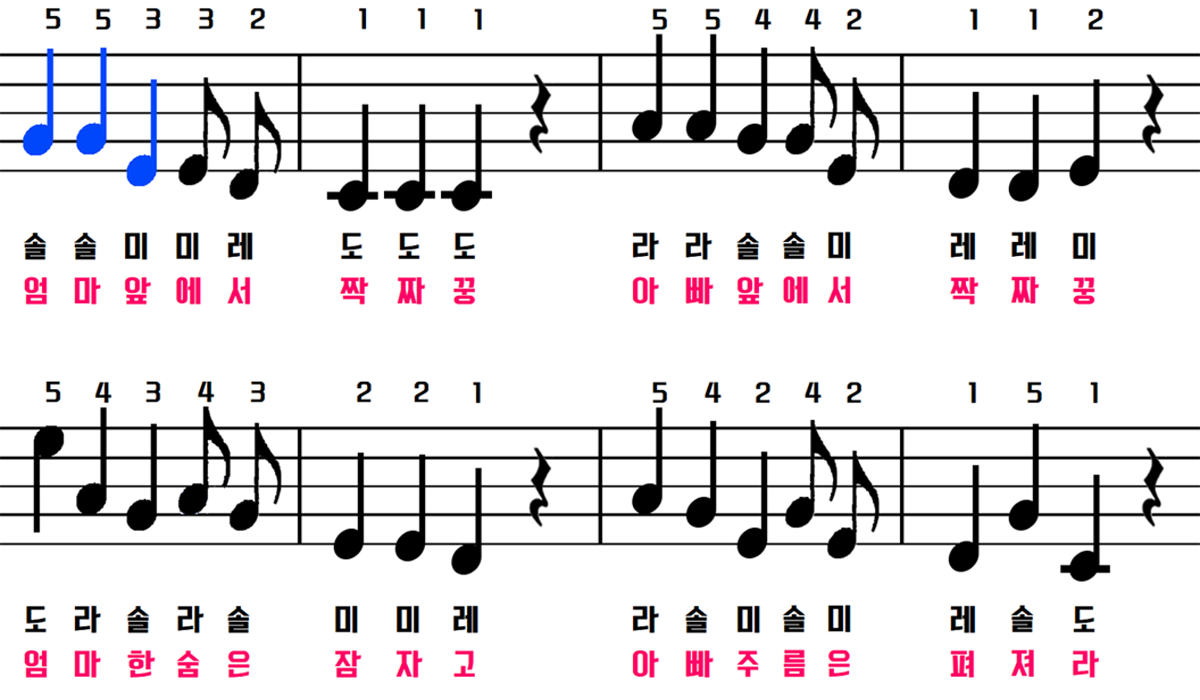 5 5 3 3 2 1 1 1 5 5 4 4 2 1 1 2
솔 솔 미 미 레 도 도 도 라 라 솔 솔 미 레 레 미
엄 마 앞 에 서 짝 짜 꿍 아 빠 앞 에 서 짝 짜 꿍
5 4 3 4 3 2 2 1 5 4 2 4 2 1 5 1
도 라 솔 라 솔 미 미 레 라 솔 미 솔 미 레 솔 도
엄 마 한 숨 은 잠 자 고 아 빠 주 름 은 펴 져 라